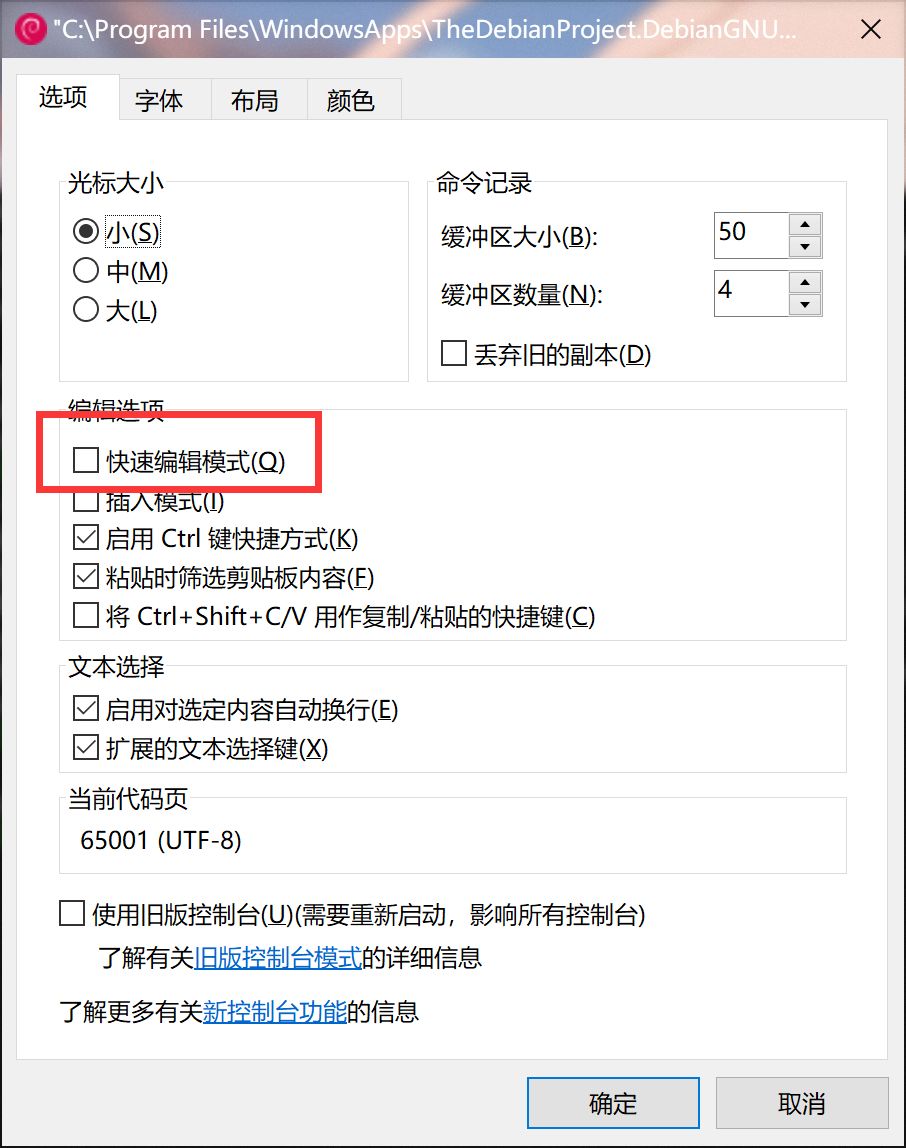 "C:\Program Files\WindowsApps\TheDebianProject.DebianGNU...
选项 字体 布局 颜色
光标大小
小(S)
中(M)
大(L)
命令记录
缓冲区大小(B): 50
缓冲区数量(N): 4
丢弃旧的副本(D)
编辑选项
快速编辑模式(Q)
插入模式(I)
启用 Ctrl 键快捷方式(K)
粘贴时筛选剪贴板内容(F)
将 Ctrl+Shift+C/V 用作复制/粘贴的快捷键(C)
文本选择
启用对选定内容自动换行(E)
扩展的文本选择键(X)
当前代码页
65001 (UTF-8)
使用旧版控制台(U)(需要重新启动，影响所有控制台)
了解有关旧版控制台模式的详细信息
了解更多有关新控制台功能的信息
确定 取消